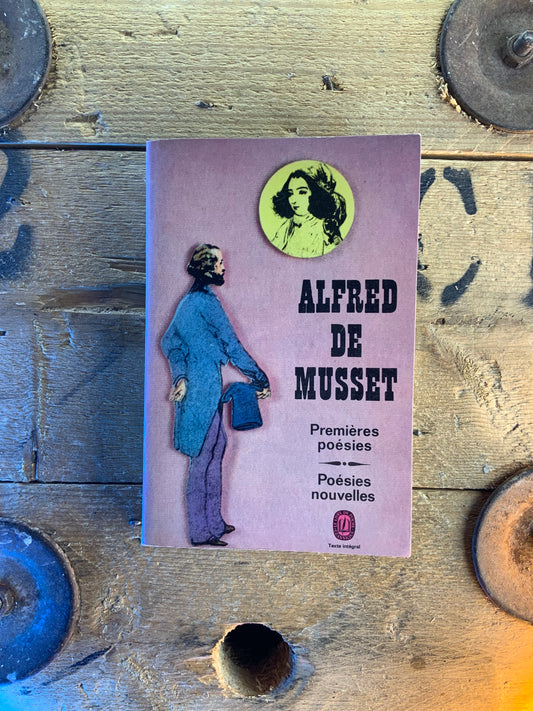 ALFRED
DE
MUSSET
Premières
poésies
Poésies
nouvelles
Texte intégral